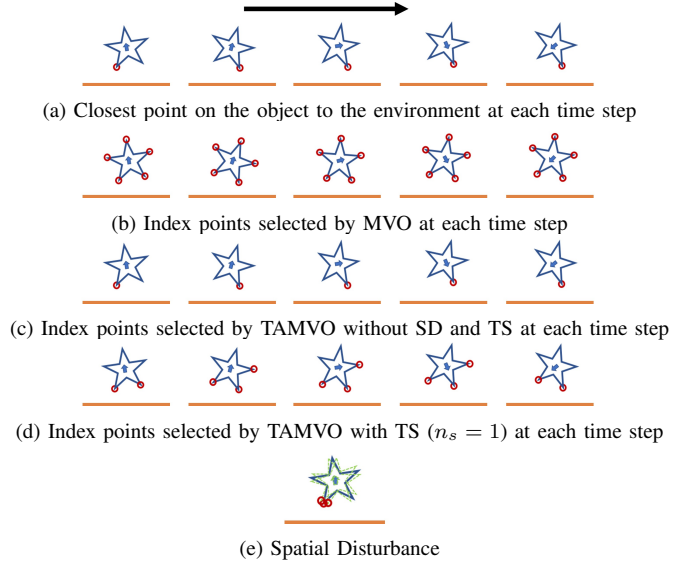 (a) Closest point on the object to the environment at each time step
(b) Index points selected by MVO at each time step
(c) Index points selected by TAMVO without SD and TS at each time step
(d) Index points selected by TAMVO with TS (nₛ = 1) at each time step
(e) Spatial Disturbance